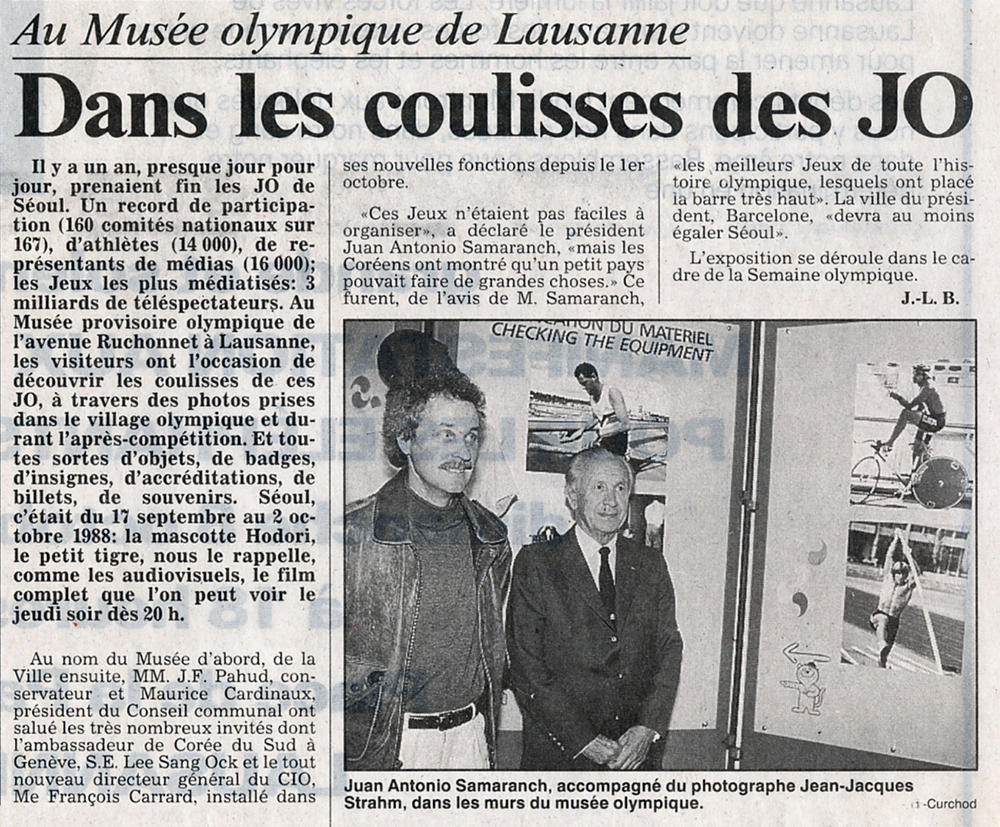 Au Musée olympique de Lausanne
Dans les coulisses des JO
Il y a un an, presque jour pour
jour, prenaient fin les JO de
Séoul. Un record de participa-
tion (160 comités nationaux sur
167), d'athlètes (14 000), de re-
présentants de médias (16 000);
les Jeux les plus médiatisés: 3
milliards de téléspectateurs. Au
Musée provisoire olympique de
l'avenue Ruchonnet à Lausanne,
les visiteurs ont l'occasion de
découvrir les coulisses de ces
JO, à travers des photos prises
dans le village olympique et du-
rant l'après-compétition. Et tou-
tes sortes d'objets, de badges,
d'insignes, d'accréditations, de
billets, de souvenirs. Séoul,
c'était du 17 septembre au 2 oc-
tobre 1988: la mascotte Hodori,
le petit tigre, nous le rappelle,
comme les audiovisuels, le film
complet que l'on peut voir le
jeudi soir dès 20 h.
Au nom du Musée d'abord, de la
Ville ensuite, MM. J.F. Pahud, con-
servateur et Maurice Cardinaux,
président du Conseil communal ont
salué les très nombreux invités dont
l'ambassadeur de Corée du Sud à
Genève, S.E. Lee Sang Ock et le tout
nouveau directeur général du CIO,
Me François Carrard, installé dans
ses nouvelles fonctions depuis le 1er
octobre.
«Ces Jeux n'étaient pas faciles à
organiser», a déclaré le président
Juan Antonio Samaranch, «mais les
Coréens ont montré qu'un petit pays
pouvait faire de grandes choses.» Ce
furent, de l'avis de M. Samaranch,
«les meilleurs Jeux de toute l'his-
toire olympique, lesquels ont placé
la barre très haut». La ville du prési-
dent, Barcelone, «devra au moins
égaler Séoul».
L'exposition se déroule dans le ca-
dre de la Semaine olympique.
J.-L. B.
DU MATERIEL
CHECKING THE EQUIPMENT
Juan Antonio Samaranch, accompagné du photographe Jean-Jacques
Strahm, dans les murs du musée olympique.
-Curchod